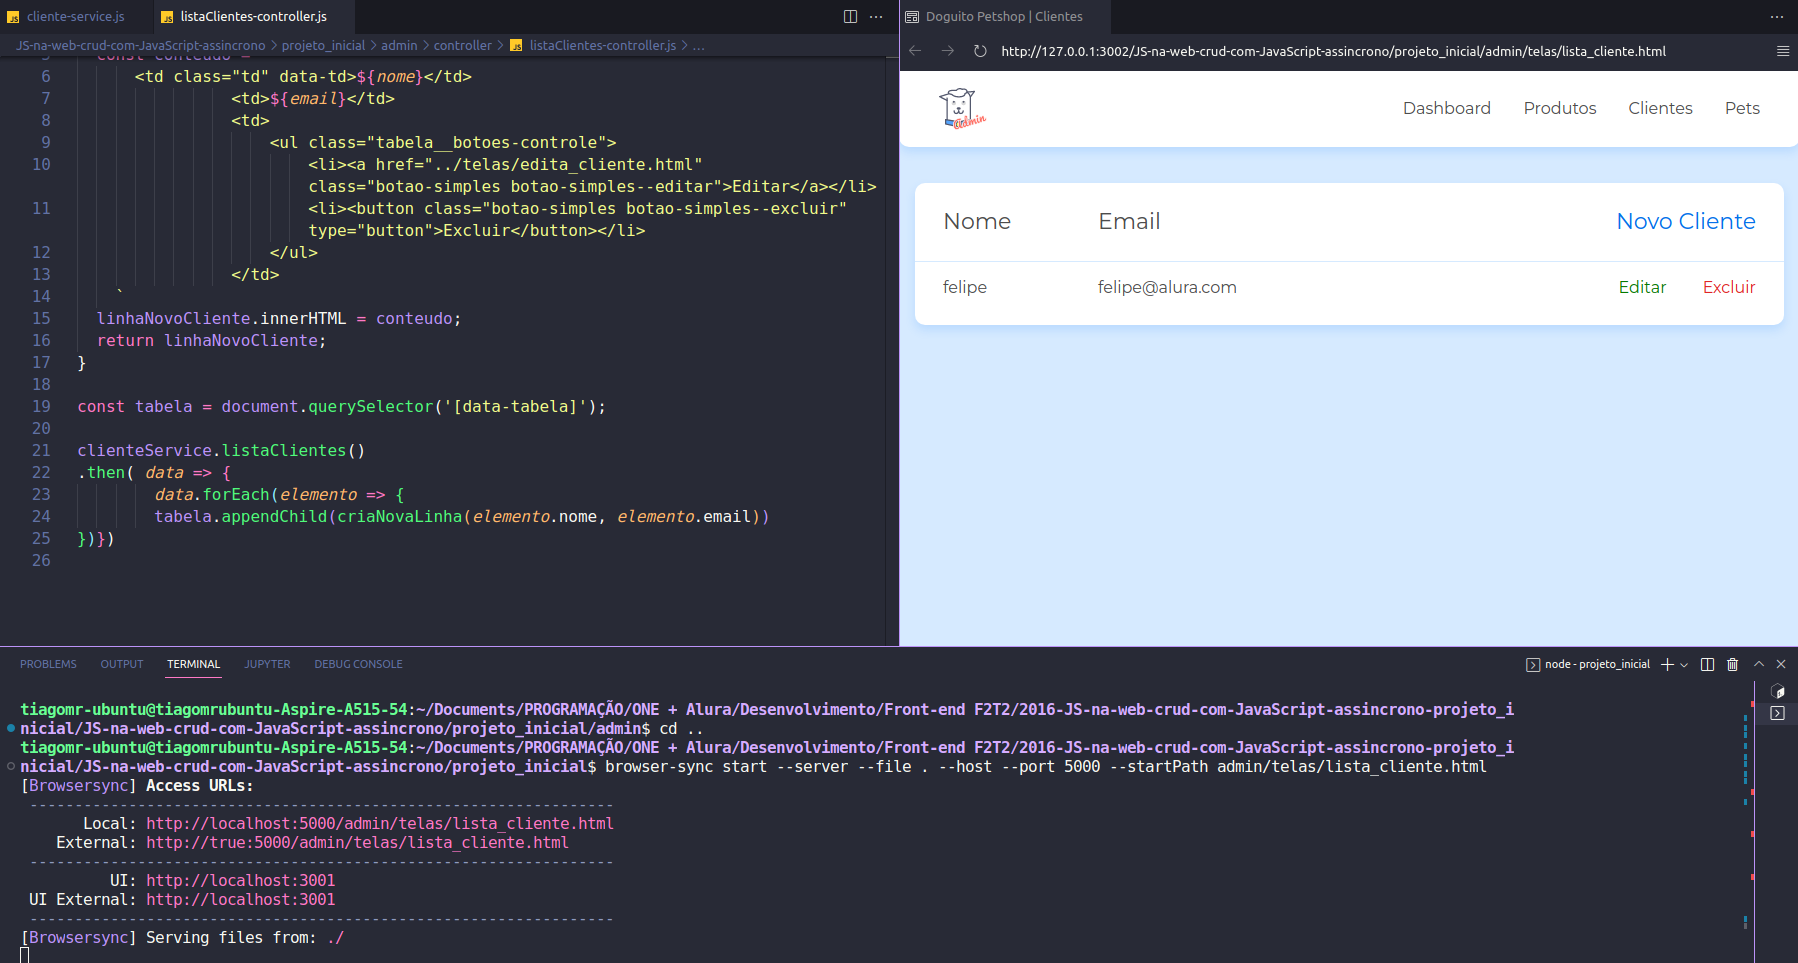 cliente-service.js
listaClientes-controller.js
JS-na-web-crud-com-JavaScript-assincrono > projeto_inicial > admin > controller > listaClientes-controller.js > ...
5 const conteudo =
6 <td class="td" data-td>${nome}</td>
7 <td>${email}</td>
8 <td>
9 <ul class="tabela__botoes-controle">
10 <li><a href="../telas/edita_cliente.html"
class="botao-simples botao-simples--editar">Editar</a></li>
11 <li><button class="botao-simples botao-simples--excluir"
type="button">Excluir</button></li>
12 </ul>
13 </td>
14 `
15 linhaNovoCliente.innerHTML = conteudo;
16 return linhaNovoCliente;
17 }
18
19 const tabela = document.querySelector('[data-tabela]');
20
21 clienteService.listaClientes()
22 .then( data => {
23 data.forEach(elemento => {
24 tabela.appendChild(criaNovaLinha(elemento.nome, elemento.email))
25 })})
26
Doguito Petshop | Clientes
http://127.0.0.1:3002/JS-na-web-crud-com-JavaScript-assincrono/projeto_inicial/admin/telas/lista_cliente.html
@dmin
Dashboard Produtos Clientes Pets
Nome Email Novo Cliente
felipe felipe@alura.com Editar Excluir
PROBLEMS OUTPUT TERMINAL JUPYTER DEBUG CONSOLE
node - projeto_inicial
tiagomr-ubuntu@tiagomrubuntu-Aspire-A515-54:~/Documents/PROGRAMAÇÃO/ONE + Alura/Desenvolvimento/Front-end F2T2/2016-JS-na-web-crud-com-JavaScript-assincrono-projeto_i
nicial/JS-na-web-crud-com-JavaScript-assincrono/projeto_inicial/admin$ cd ..
tiagomr-ubuntu@tiagomrubuntu-Aspire-A515-54:~/Documents/PROGRAMAÇÃO/ONE + Alura/Desenvolvimento/Front-end F2T2/2016-JS-na-web-crud-com-JavaScript-assincrono-projeto_i
nicial/JS-na-web-crud-com-JavaScript-assincrono/projeto_inicial$ browser-sync start --server --file . --host --port 5000 --startPath admin/telas/lista_cliente.html
[Browsersync] Access URLs:
-----------------------------------------------------------------
Local: http://localhost:5000/admin/telas/lista_cliente.html
External: http://true:5000/admin/telas/lista_cliente.html
-----------------------------------------------------------------
UI: http://localhost:3001
UI External: http://localhost:3001
-----------------------------------------------------------------
[Browsersync] Serving files from: ./